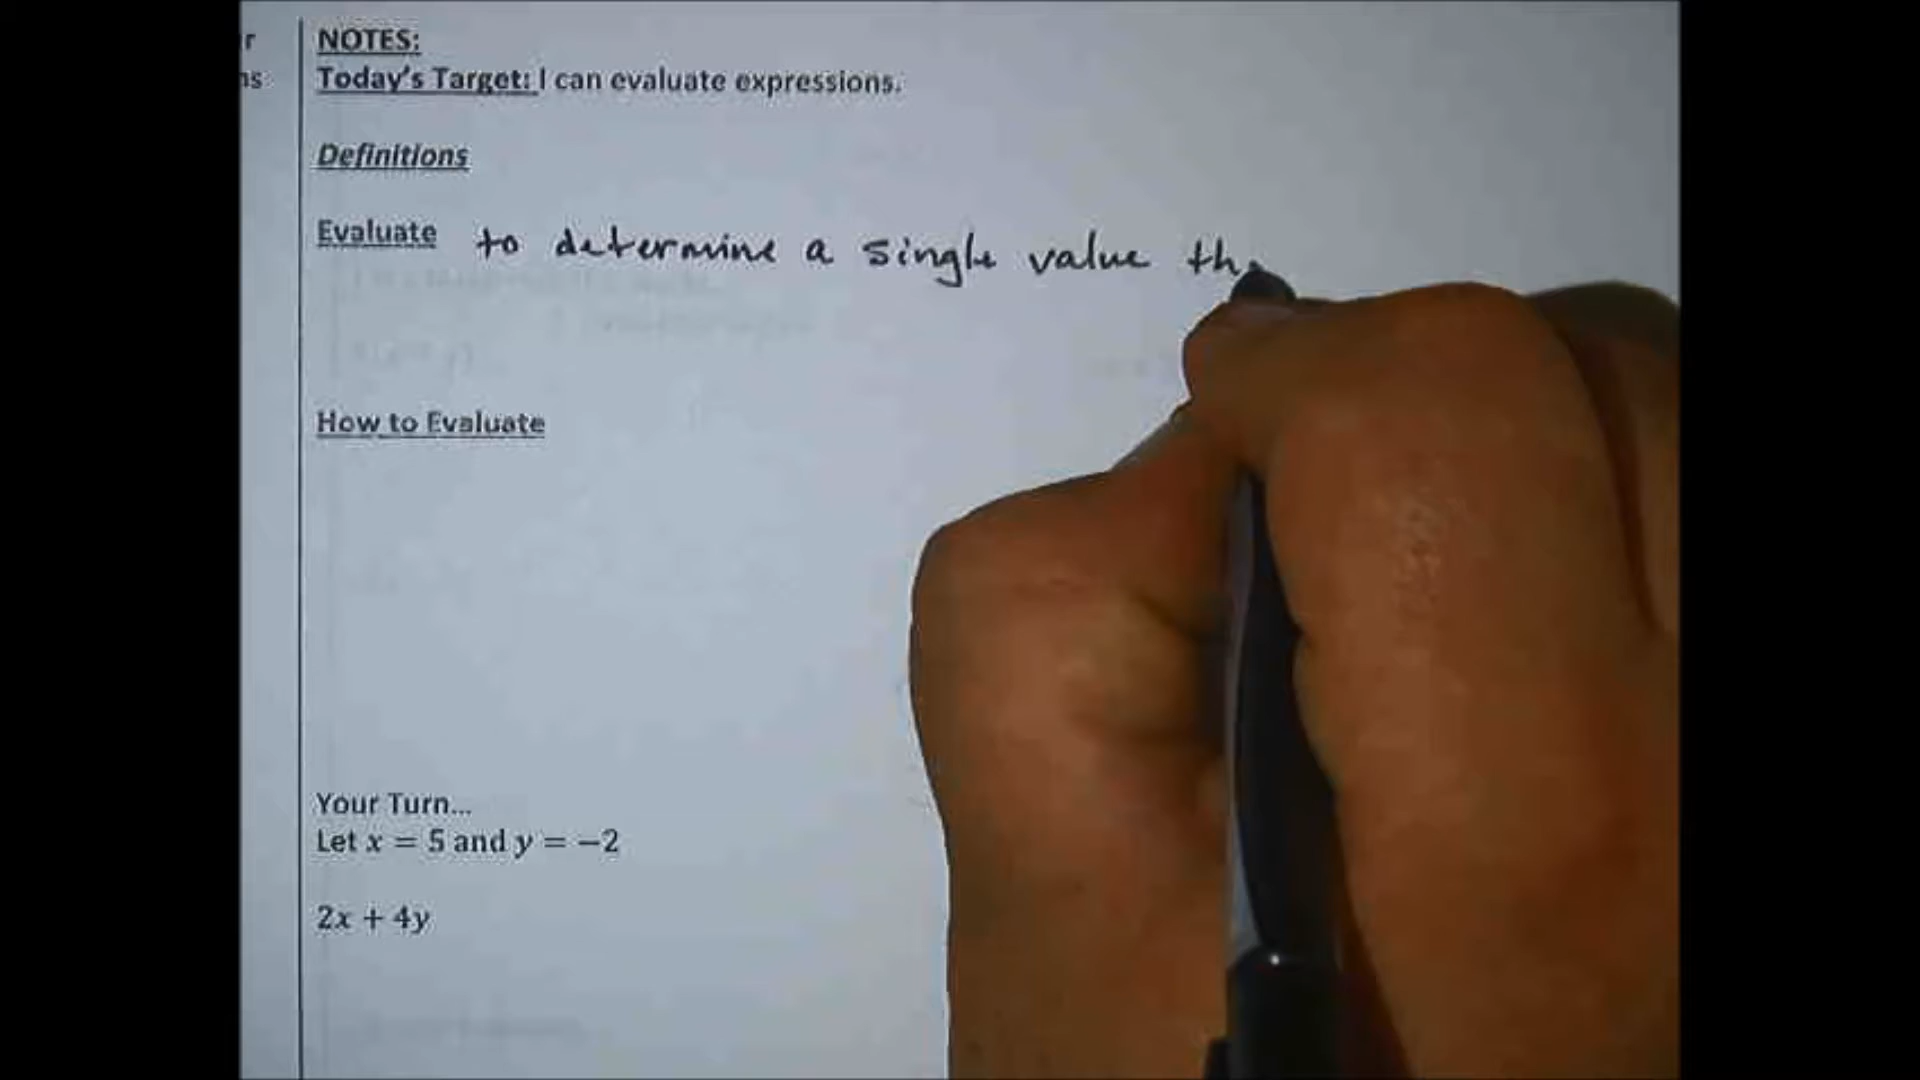 NOTES:
Today's Target: I can evaluate expressions.
Definitions
Evaluate to determine a single value
How to Evaluate
Your Turn...
Let x = 5 and y = −2
2x + 4y